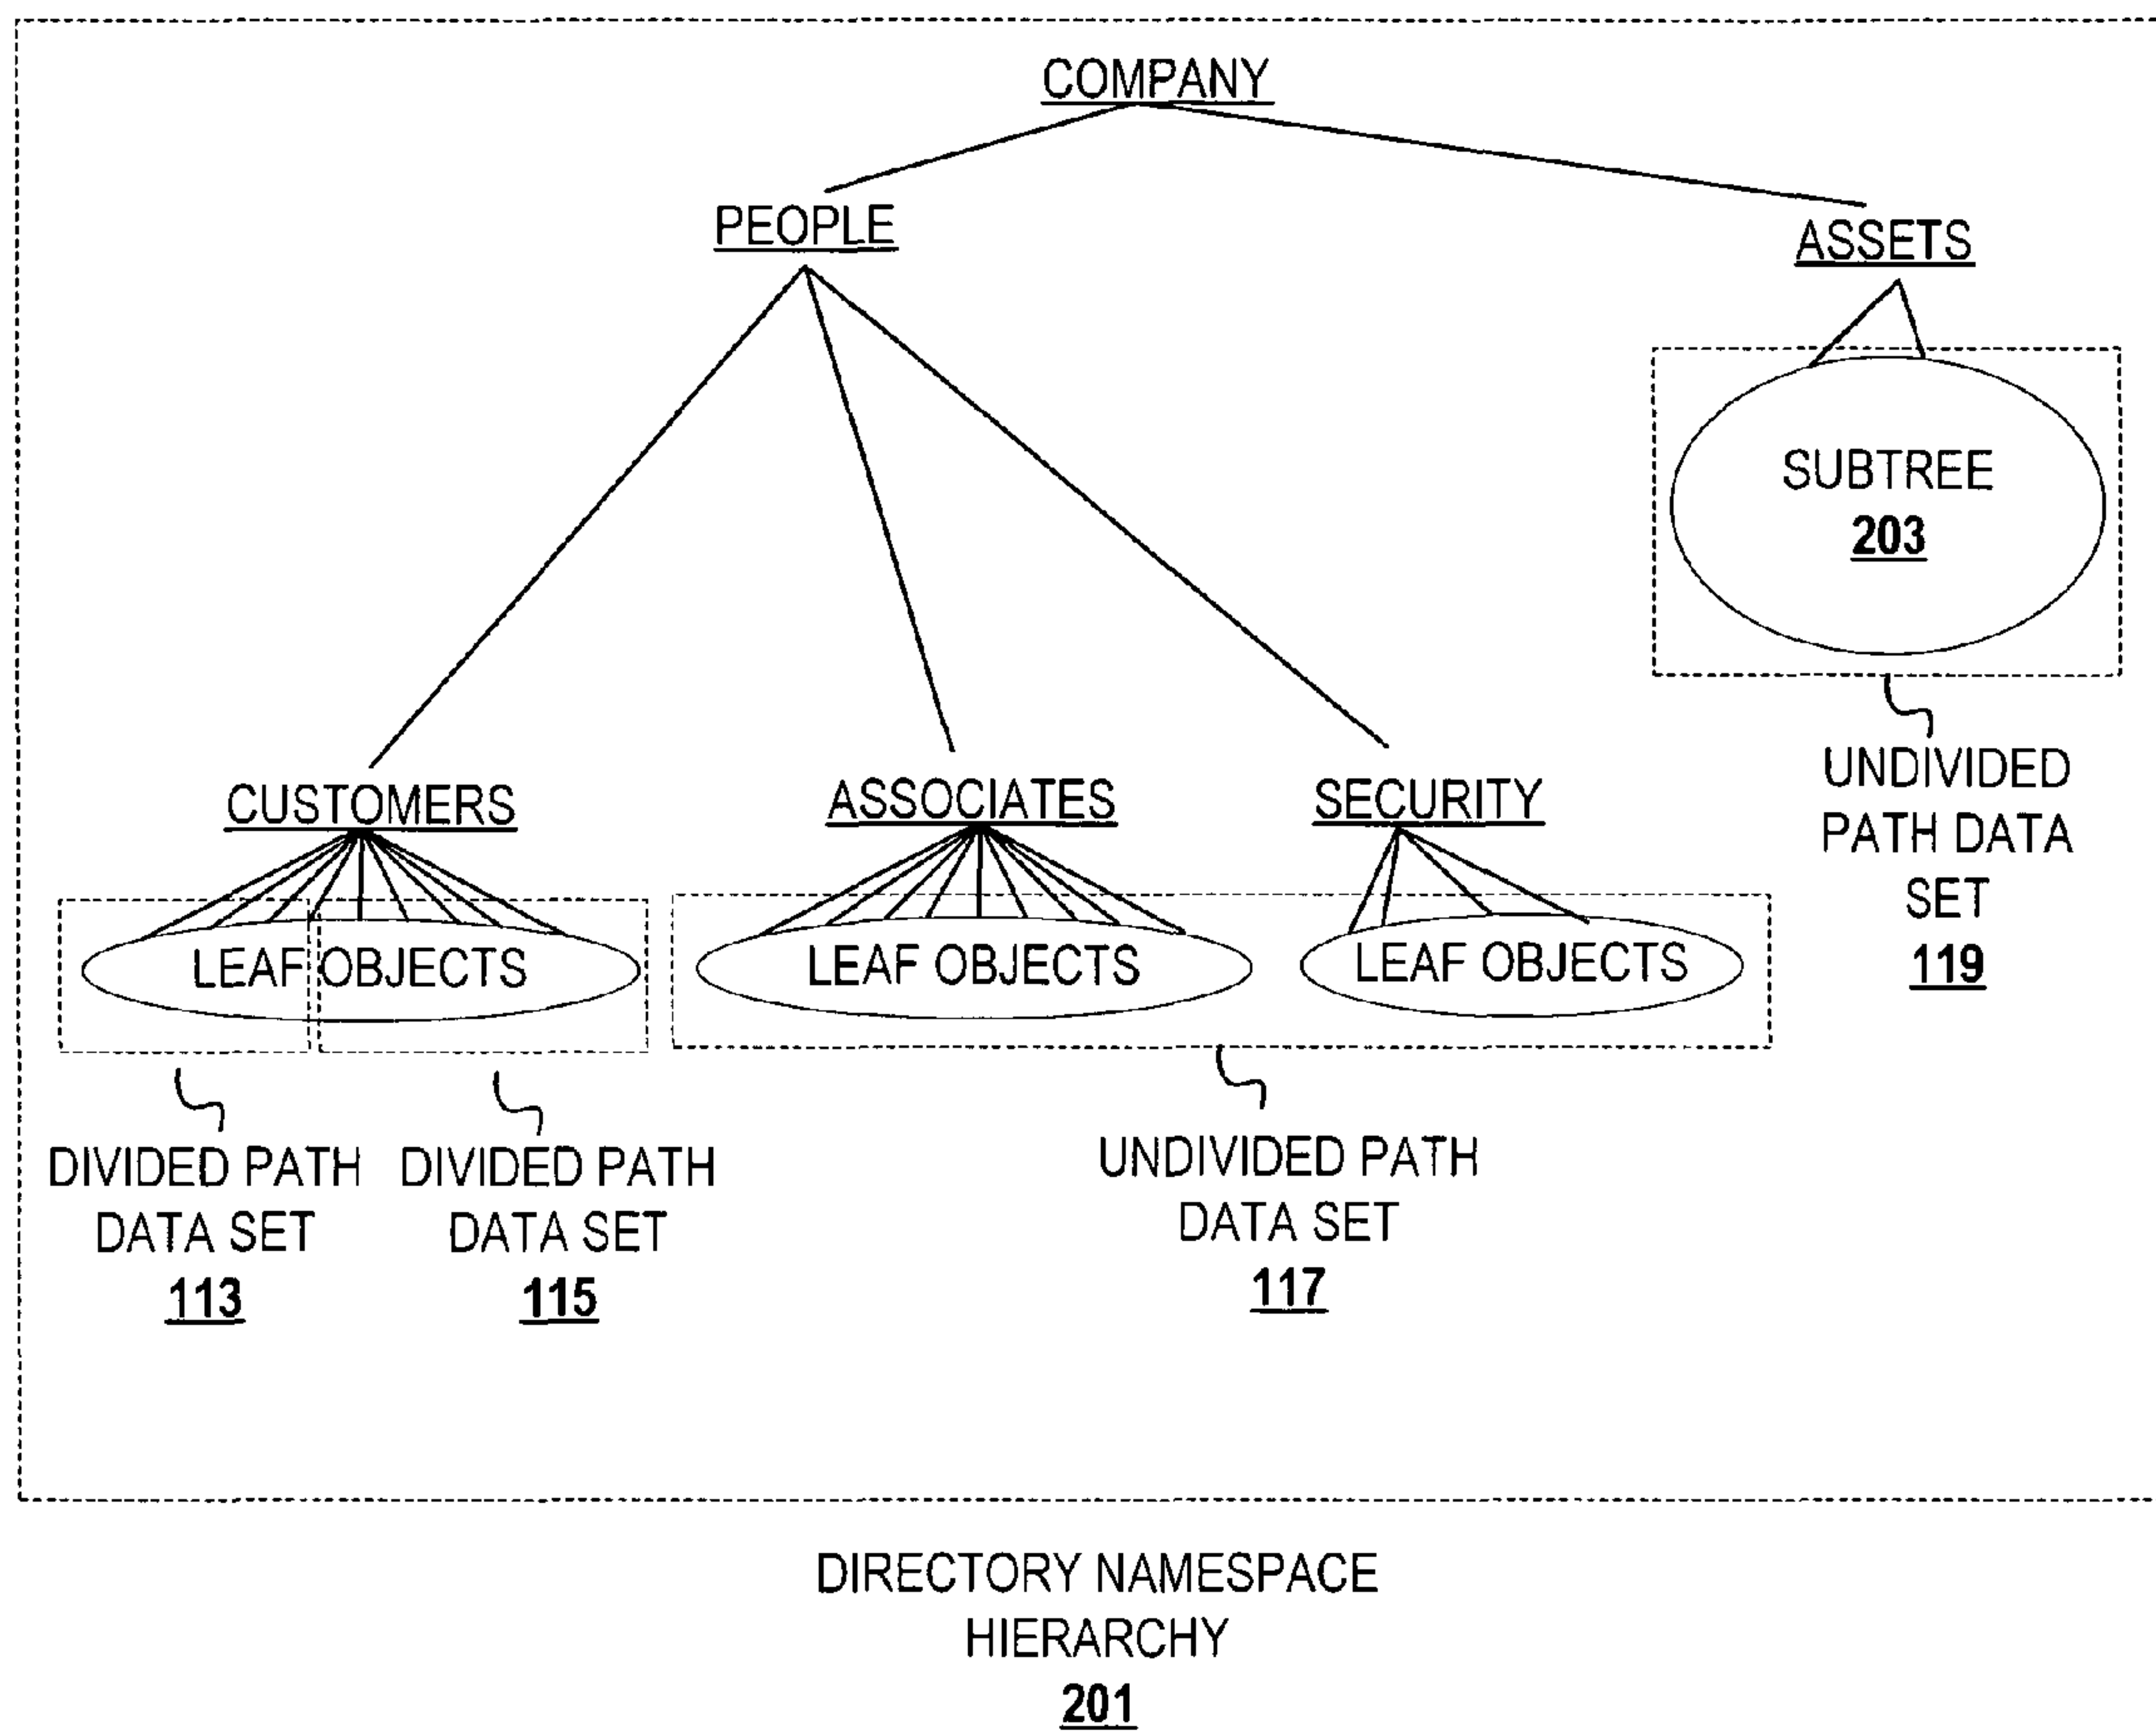 COMPANY
PEOPLE
ASSETS
SUBTREE
203
UNDIVIDED
PATH DATA
SET
119
CUSTOMERS
ASSOCIATES
SECURITY
LEAF OBJECTS
LEAF OBJECTS
LEAF OBJECTS
DIVIDED PATH
DATA SET
113
DIVIDED PATH
DATA SET
115
UNDIVIDED PATH
DATA SET
117
DIRECTORY NAMESPACE
HIERARCHY
201